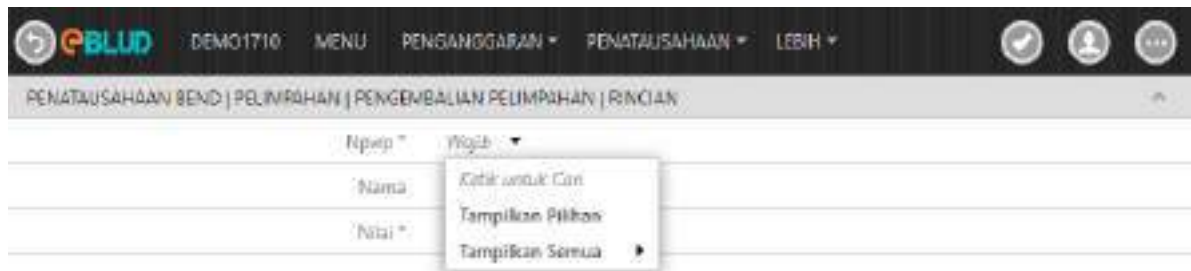 eBLUD DEMO1710 MENU PENGANGGARAN PENATAUSAHAAN LEBIH
PENATAUSAHAAN BEND | PELIMPAHAN | PENGEMBALIAN PELIMPAHAN | RINCIAN
Npwp * Wajib
Nama
Ketik untuk Cari
Tampilkan Pilihan
Nilai *
Tampilkan Semua